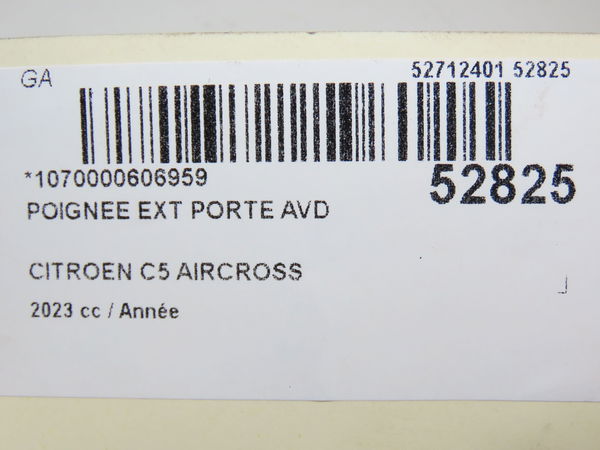 GA
52712401 52825
*1070000606959
52825
POIGNEE EXT PORTE AVD
CITROEN C5 AIRCROSS
2023 cc / Année